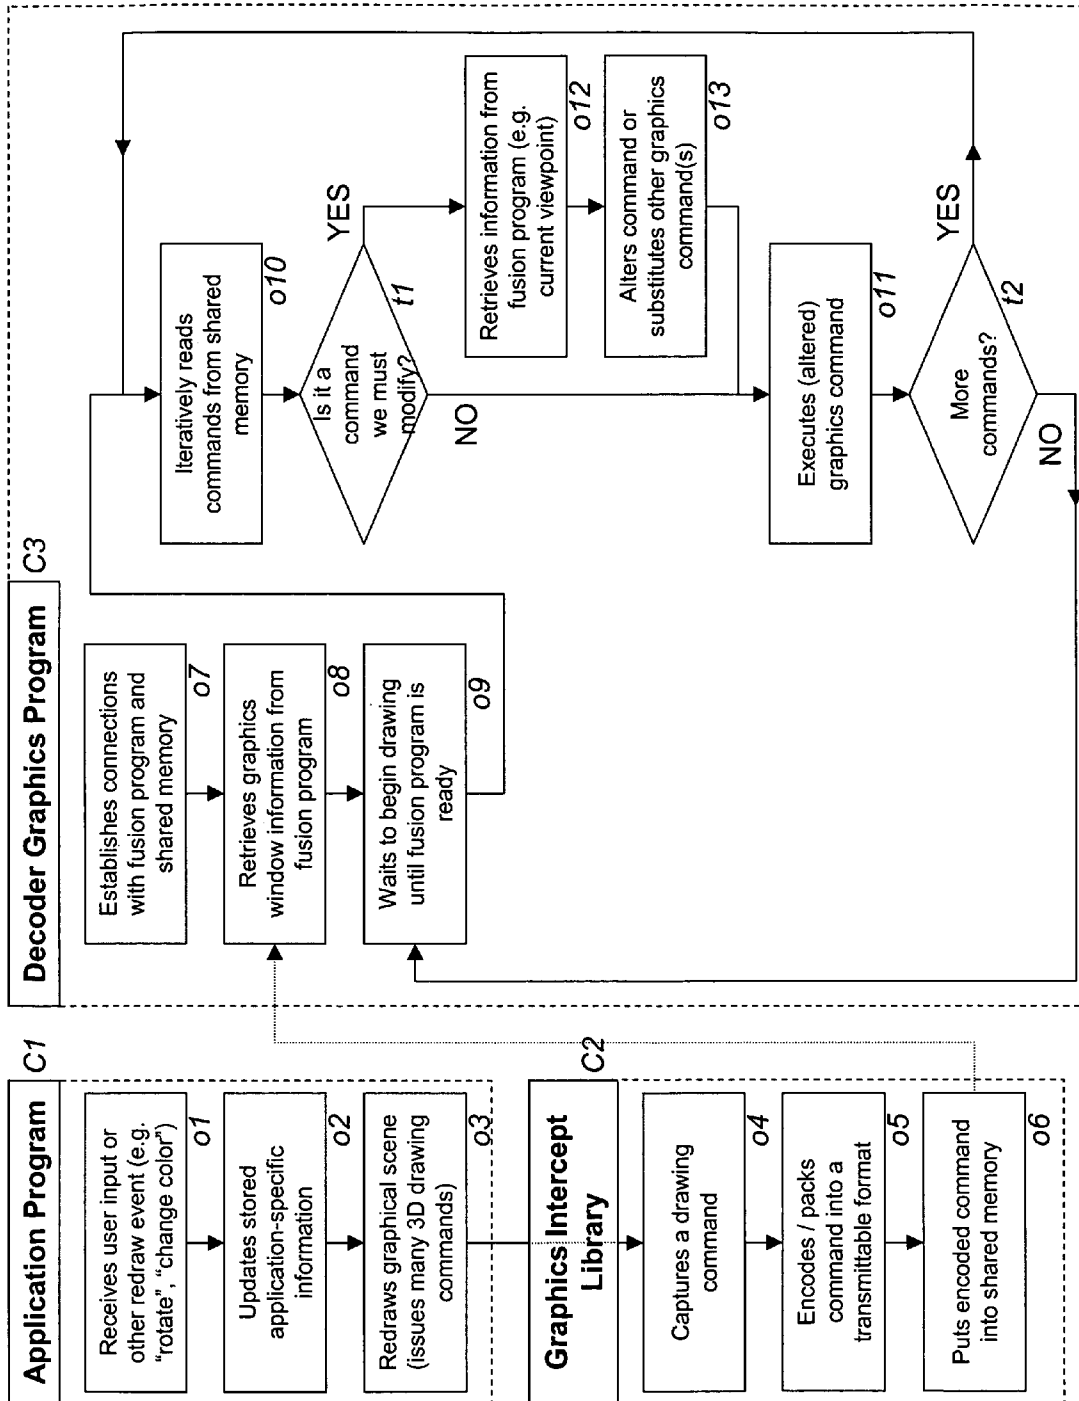 Application Program
C1
Receives user input or
other redraw event (e.g.
“rotate”, “change color”)
o1
Updates stored
application-specific
information
o2
Redraws graphical scene
(issues many 3D drawing
commands)
o3
Graphics Intercept
Library
C2
Captures a drawing
command
o4
Encodes / packs
command into a
transmittable format
o5
Puts encoded command
into shared memory
o6
Decoder Graphics Program
C3
Establishes connections
with fusion program and
shared memory
o7
Retrieves graphics
window information from
fusion program
o8
Waits to begin drawing
until fusion program is
ready
o9
Iteratively reads
commands from shared
memory
o10
Is it a
command
we must
modify?
t1
YES
NO
Retrieves information from
fusion program (e.g.
current viewpoint)
o12
Alters command or
substitutes other graphics
command(s)
o13
Executes (altered)
graphics command
o11
More
commands?
t2
YES
NO